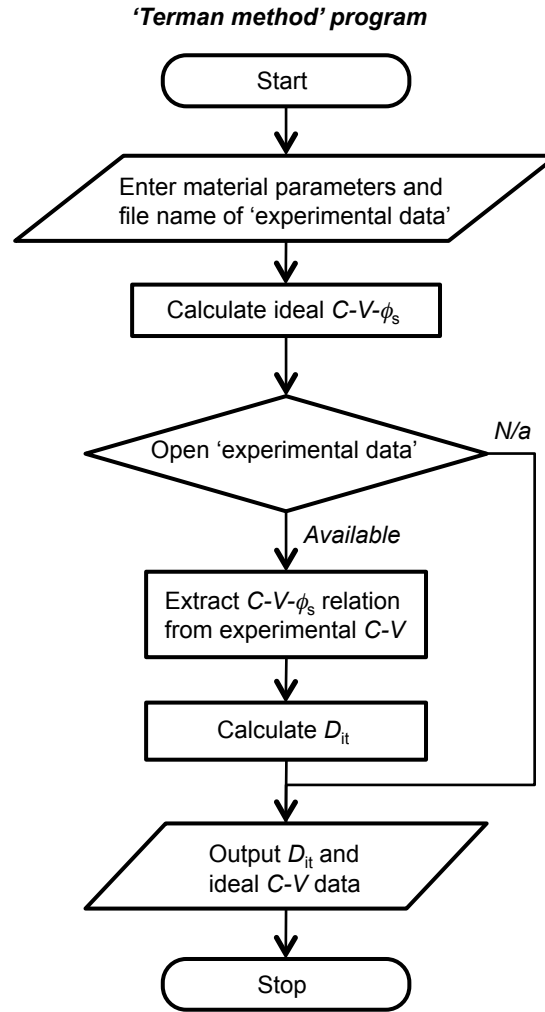 ‘Terman method’ program
Start
Enter material parameters and
file name of ‘experimental data’
Calculate ideal C-V-ϕs
Open ‘experimental data’
N/a
Available
Extract C-V-ϕs relation
from experimental C-V
Calculate Dit
Output Dit and
ideal C-V data
Stop